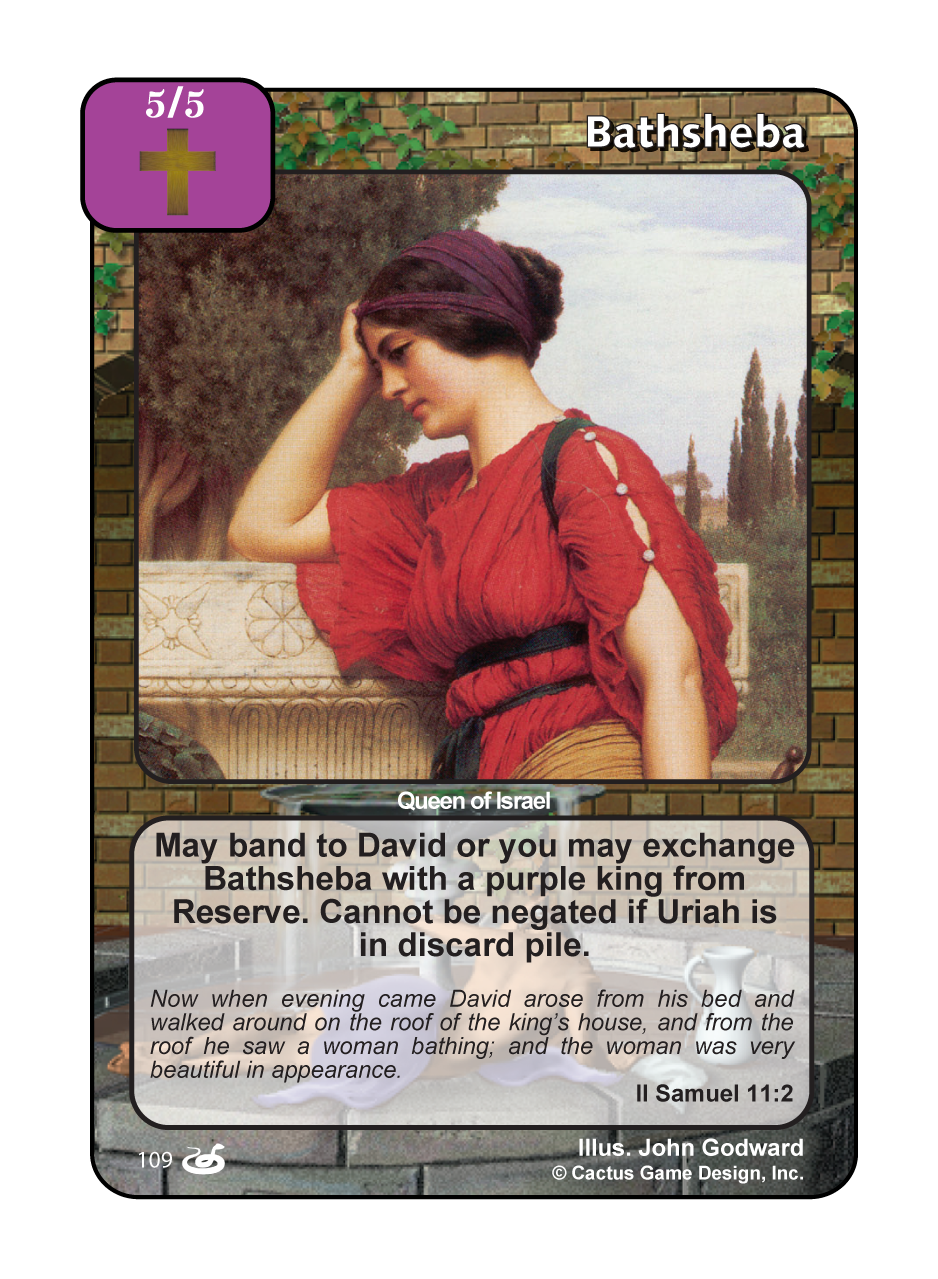 5/5
Bathsheba
Queen of Israel
May band to David or you may exchange
Bathsheba with a purple king from
Reserve. Cannot be negated if Uriah is
in discard pile.
Now when evening came David arose from his bed and
walked around on the roof of the king's house, and from the
roof he saw a woman bathing; and the woman was very
beautiful in appearance.
II Samuel 11:2
109
Illus. John Godward
© Cactus Game Design, Inc.